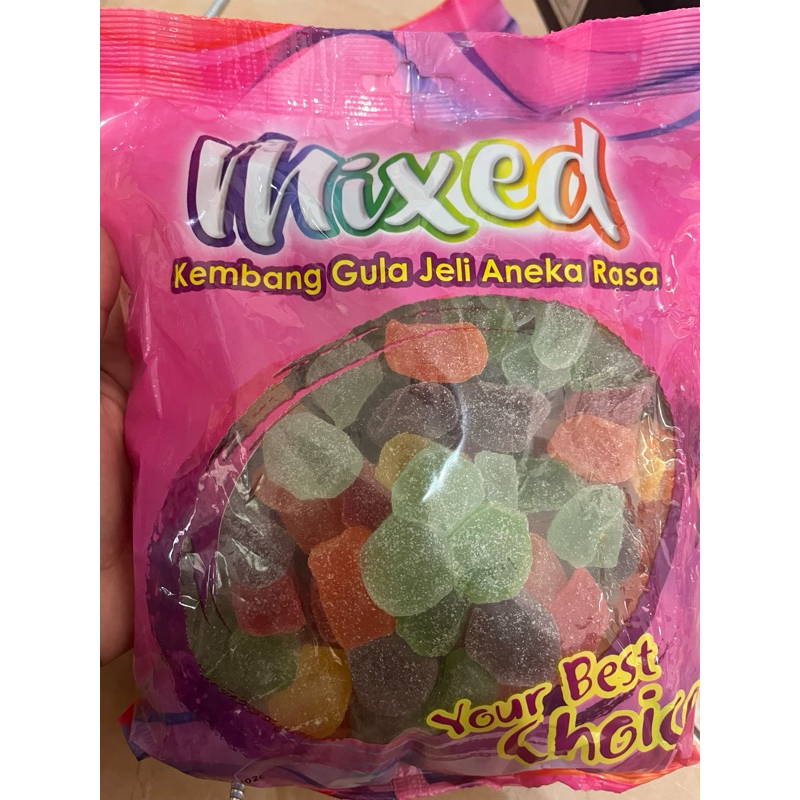 mixed
Kembang Gula Jeli Aneka Rasa
Your Best